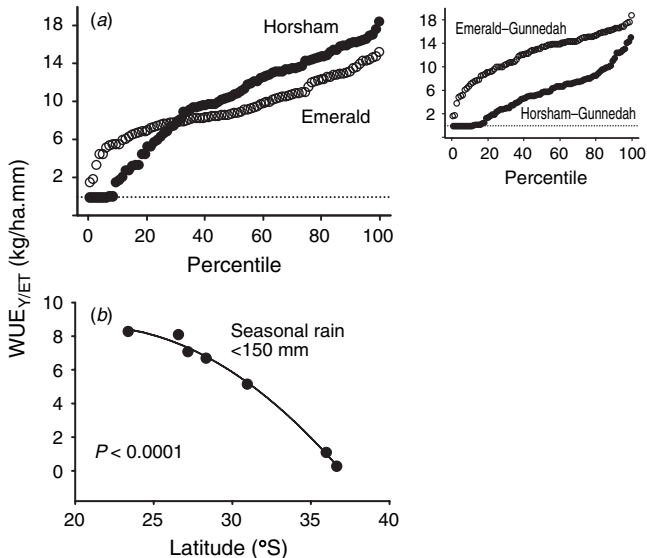 (a)
Horsham
Emerald
18
14
10
6
2
0
20
40
60
80
100
Percentile
Emerald–Gunnedah
Horsham–Gunnedah
18
14
10
6
2
0
20
40
60
80
100
Percentile
WUE_Y/ET (kg/ha.mm)
(b)
Seasonal rain
<150 mm
P < 0.0001
10
8
6
4
2
0
20
25
30
35
40
Latitude (°S)